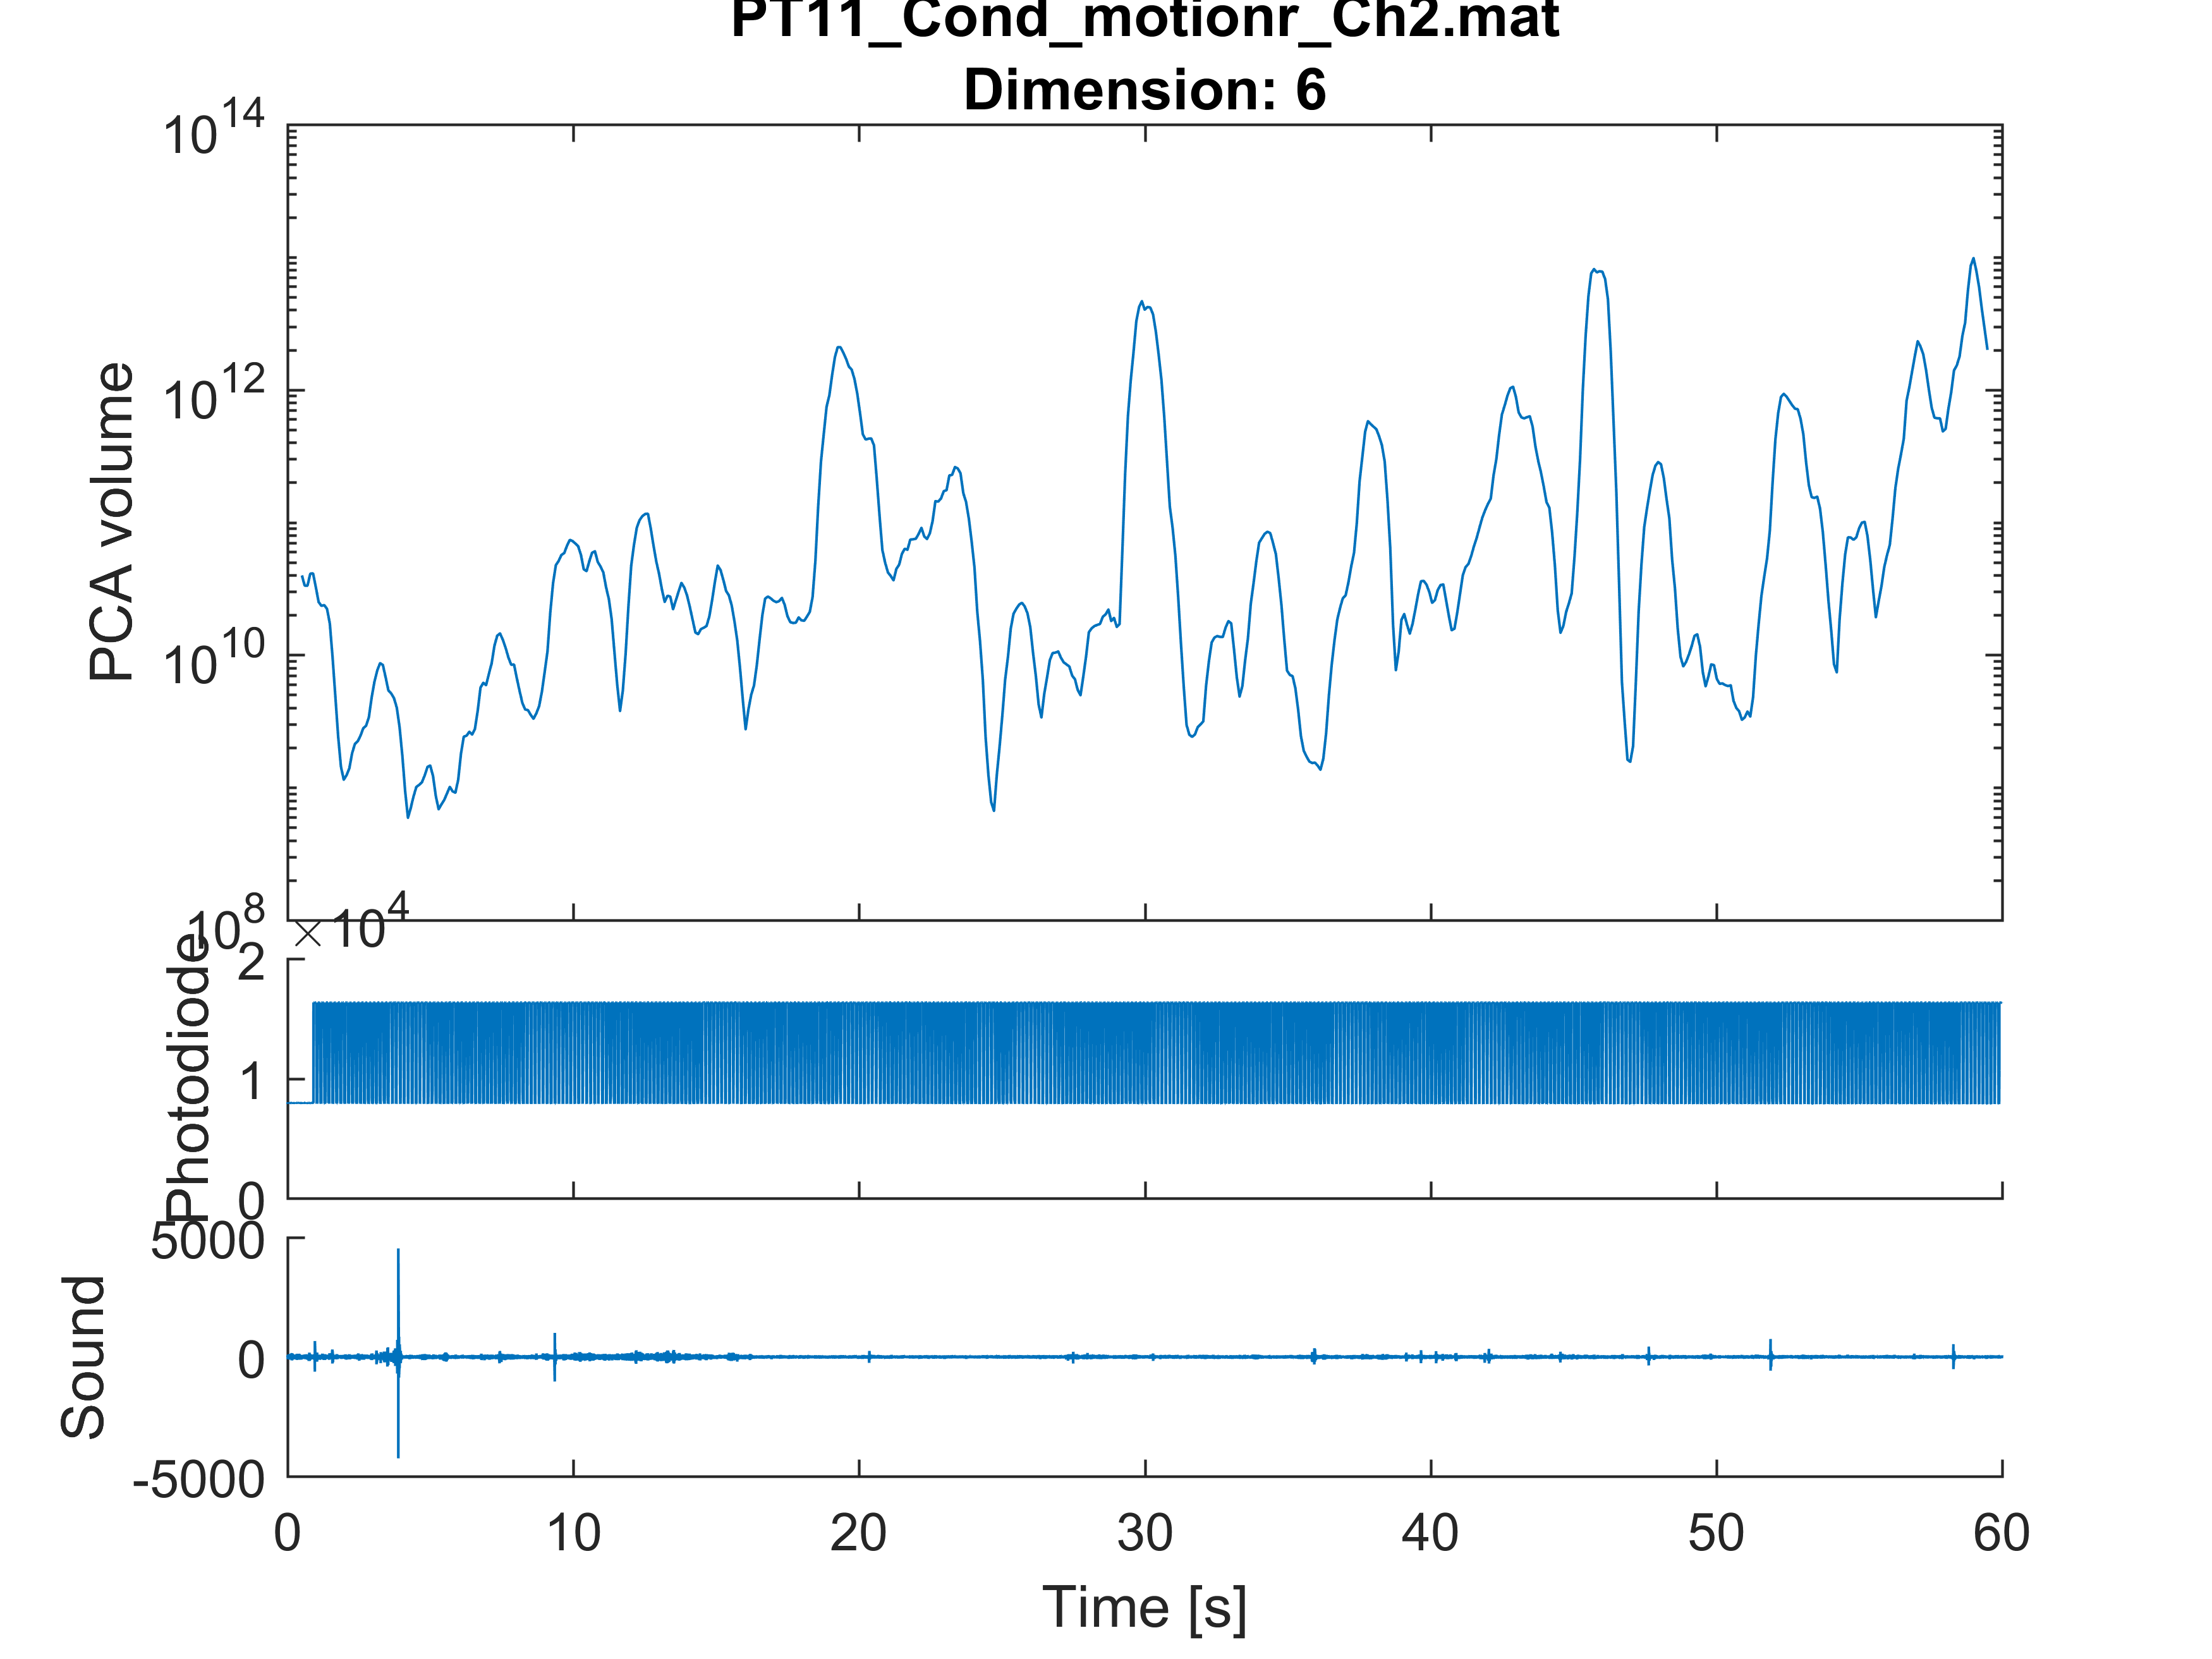 PT11_Cond_motionr_Ch2.mat
Dimension: 6
10^14
10^12
10^10
10^8
PCA volume
× 10^4
2
1
0
Photodiode
5000
0
-5000
Sound
0 10 20 30 40 50 60
Time [s]